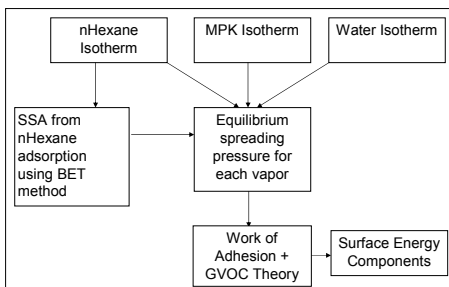 nHexane
Isotherm
MPK Isotherm
Water Isotherm
SSA from
nHexane
adsorption
using BET
method
Equilibrium
spreading
pressure for
each vapor
Work of
Adhesion +
GVOC Theory
Surface Energy
Components